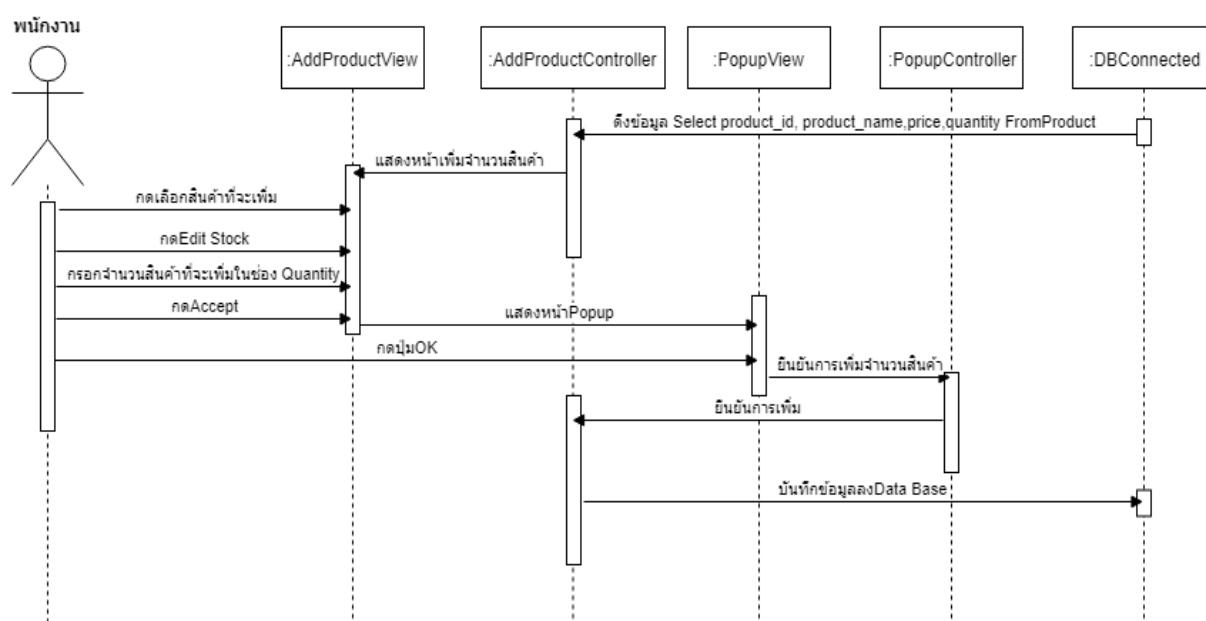 พนักงาน
:AddProductView
:AddProductController
:PopupView
:PopupController
:DBConnected
ดึงข้อมูล Select product_id, product_name,price,quantity FromProduct
แสดงหน้าเพิ่มจำนวนสินค้า
กดเลือกสินค้าที่จะเพิ่ม
กดEdit Stock
กรอกจำนวนสินค้าที่จะเพิ่มในช่อง Quantity
กดAccept
แสดงหน้าPopup
กดปุ่มOK
ยืนยันการเพิ่มจำนวนสินค้า
ยืนยันการเพิ่ม
บันทึกข้อมูลลงData Base